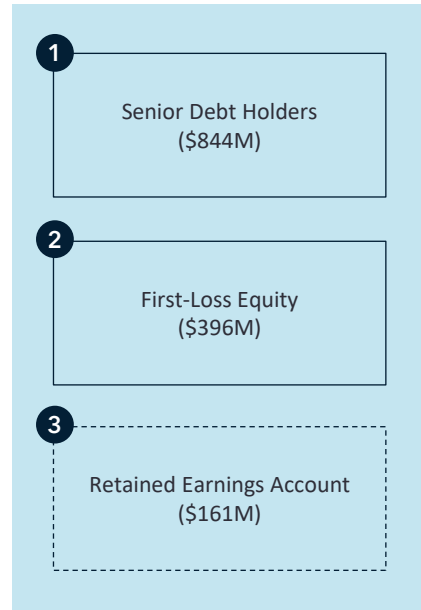 1
Senior Debt Holders
($844M)
2
First-Loss Equity
($396M)
3
Retained Earnings Account
($161M)